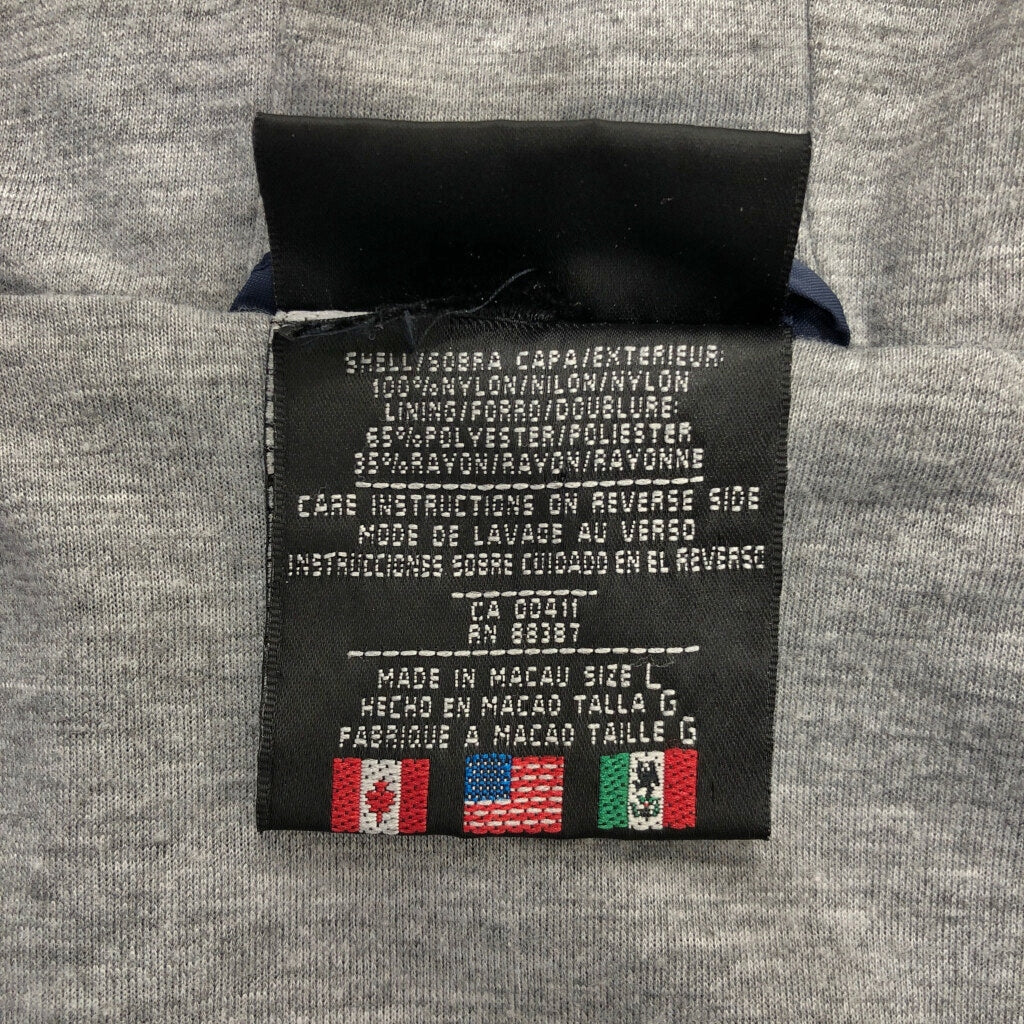 SHELL/SOBRA CAPA/EXTERIEUR:
100%NYLON/NILON/NYLON
LINING/FORRO/DOUBLURE:
65%POLYESTER/POLIESTER
35%RAYON/RAYON/RAYONNE
CARE INSTRUCTIONS ON REVERSE SIDE
MODE DE LAVAGE AU VERSO
INSTRUCCIONES SOBRE CUIDADO EN EL REVERSO
CA 00411
RN 88387
MADE IN MACAU SIZE L
HECHO EN MACAO TALLA G
FABRIQUE A MACAO TAILLE G